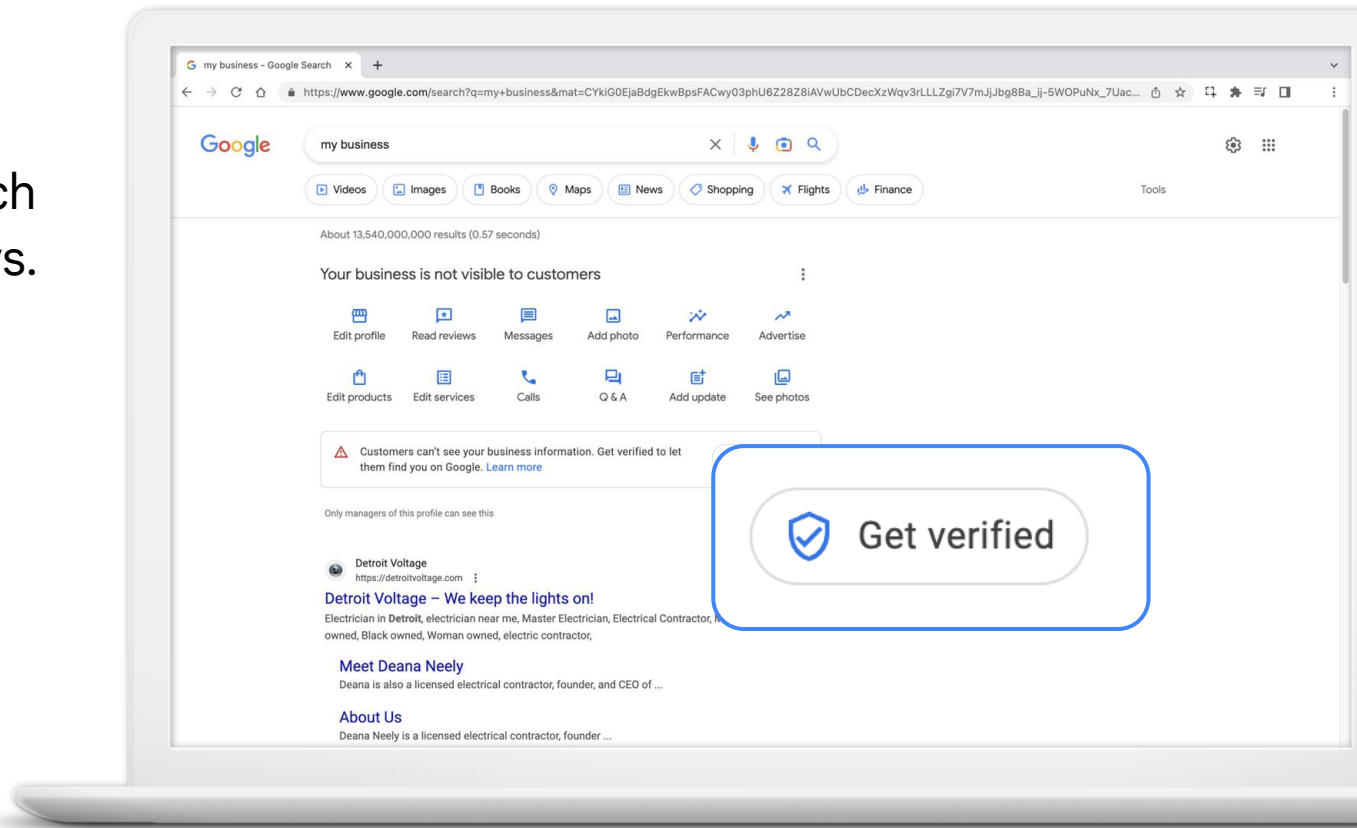 my business - Google Search
https://www.google.com/search?q=my+business&mat=CYkiG0EjaBdgEkwBpsFACwy03phU6Z28Z8iAVwUbCDecXzWqv3rLLLZgi7V7mJjJbg8Ba_ij-5WOPuNx_7Uac...
Google
my business
Videos Images Books Maps News Shopping Flights Finance Tools
About 13,540,000,000 results (0.57 seconds)
Your business is not visible to customers
Edit profile Read reviews Messages Add photo Performance Advertise
Edit products Edit services Calls Q & A Add update See photos
Customers can't see your business information. Get verified to let
them find you on Google. Learn more
Get verified
Only managers of this profile can see this
Detroit Voltage
https://detroitvoltage.com
Detroit Voltage – We keep the lights on!
Electrician in Detroit, electrician near me, Master Electrician, Electrical Contractor,
owned, Black owned, Woman owned, electric contractor,
Meet Deana Neely
Deana is also a licensed electrical contractor, founder, and CEO of ...
About Us
Deana Neely is a licensed electrical contractor, founder ...